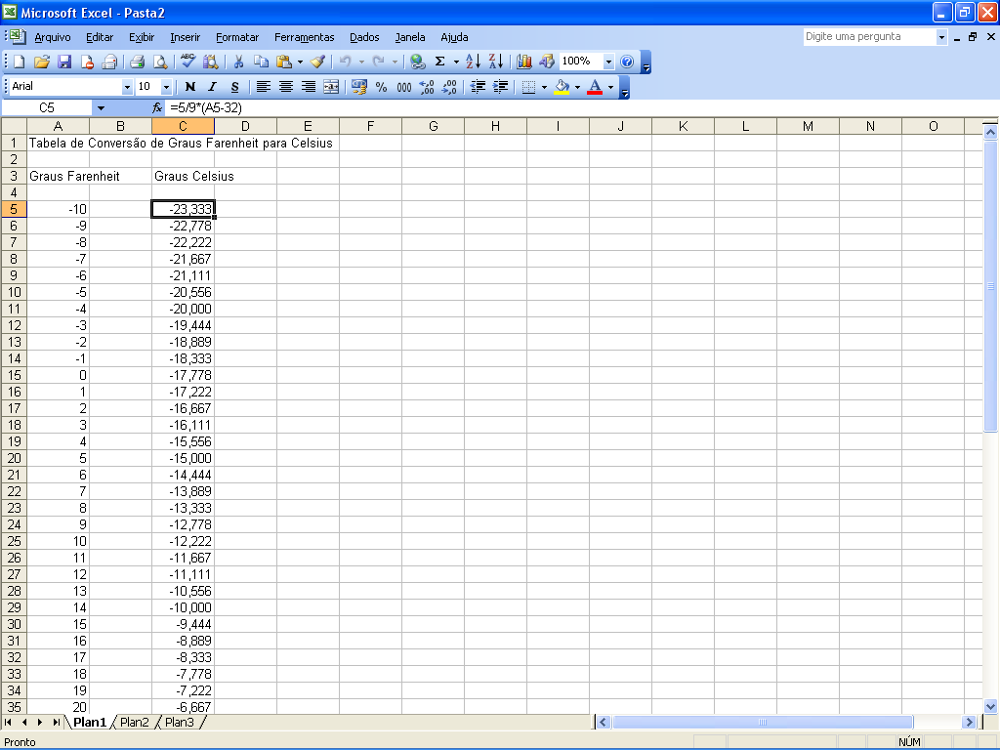 Microsoft Excel - Pasta2
Arquivo Editar Exibir Inserir Formatar Ferramentas Dados Janela Ajuda Digite uma pergunta
Σ 100%
Arial 10 N I S % 000
C5 fx =5/9*(A5-32)
A B C D E F G H I J K L M N O
1 Tabela de Conversão de Graus Farenheit para Celsius
2
3 Graus Farenheit Graus Celsius
4
5 -10 -23,333
6 -9 -22,778
7 -8 -22,222
8 -7 -21,667
9 -6 -21,111
10 -5 -20,556
11 -4 -20,000
12 -3 -19,444
13 -2 -18,889
14 -1 -18,333
15 0 -17,778
16 1 -17,222
17 2 -16,667
18 3 -16,111
19 4 -15,556
20 5 -15,000
21 6 -14,444
22 7 -13,889
23 8 -13,333
24 9 -12,778
25 10 -12,222
26 11 -11,667
27 12 -11,111
28 13 -10,556
29 14 -10,000
30 15 -9,444
31 16 -8,889
32 17 -8,333
33 18 -7,778
34 19 -7,222
35 20 -6,667
Plan1 Plan2 Plan3
Pronto NÚM